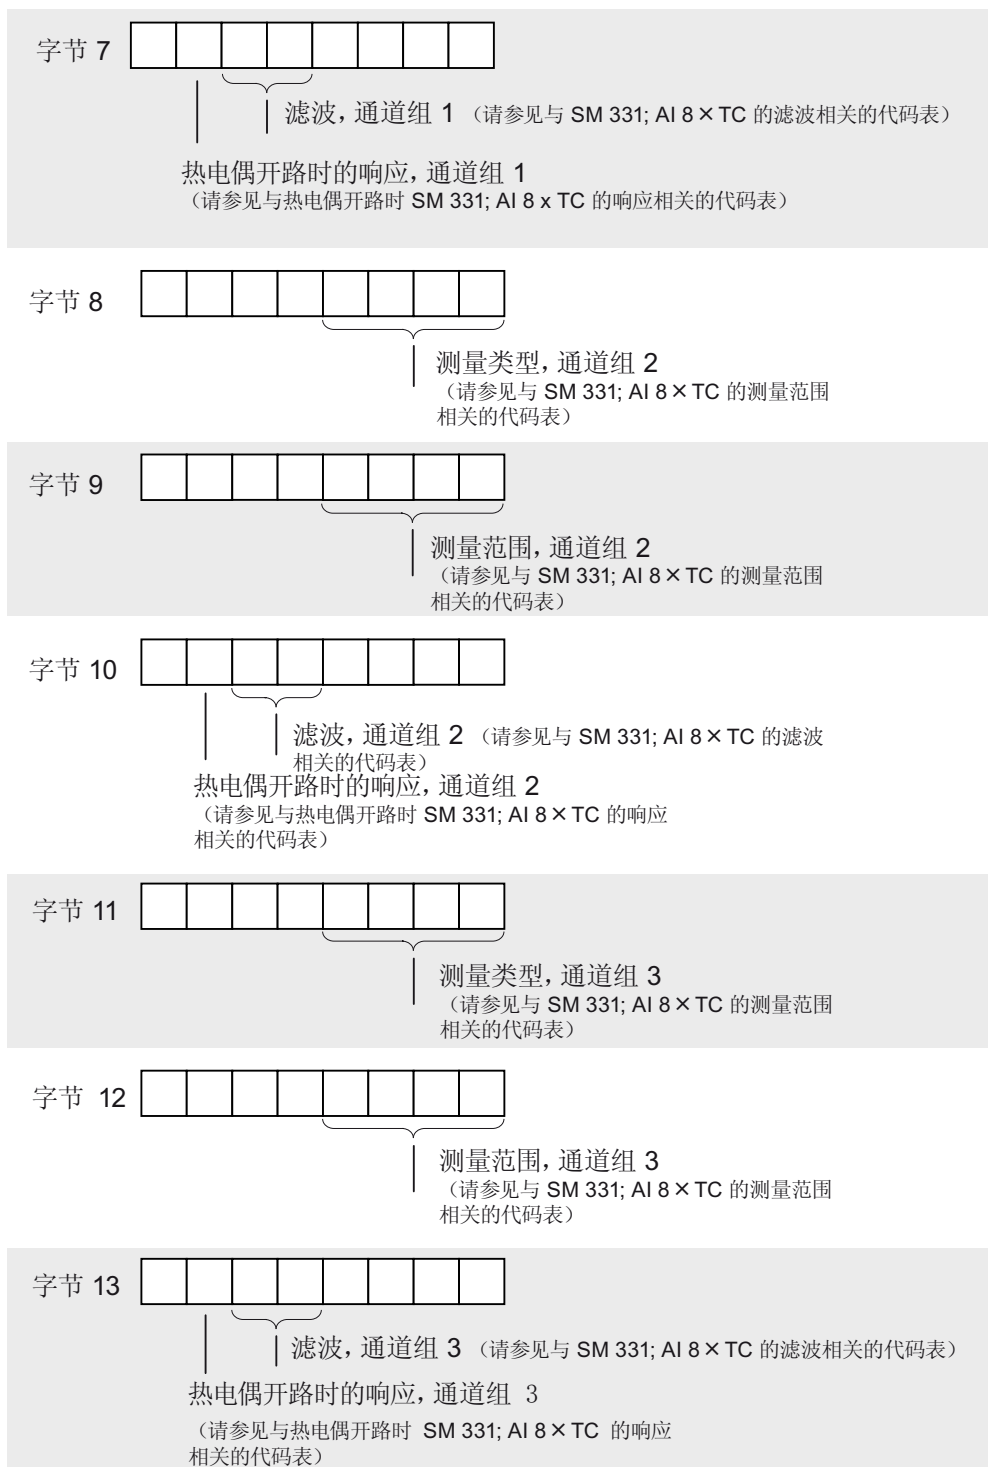 字节 7
滤波，通道组 1 （请参见与 SM 331; AI 8×TC 的滤波相关的代码表）
热电偶开路时的响应，通道组 1
（请参见与热电偶开路时 SM 331; AI 8 x TC 的响应相关的代码表）
字节 8
测量类型，通道组 2
（请参见与 SM 331; AI 8×TC 的测量范围
相关的代码表）
字节 9
测量范围，通道组 2
（请参见与 SM 331; AI 8×TC 的测量范围
相关的代码表）
字节 10
滤波，通道组 2 （请参见与 SM 331; AI 8×TC 的滤波
相关的代码表）
热电偶开路时的响应，通道组 2
（请参见与热电偶开路时 SM 331; AI 8×TC 的响应
相关的代码表）
字节 11
测量类型，通道组 3
（请参见与 SM 331; AI 8×TC 的测量范围
相关的代码表）
字节 12
测量范围，通道组 3
（请参见与 SM 331; AI 8×TC 的测量范围
相关的代码表）
字节 13
滤波，通道组 3 （请参见与 SM 331; AI 8×TC 的滤波相关的代码表）
热电偶开路时的响应，通道组 3
（请参见与热电偶开路时 SM 331; AI 8×TC 的响应
相关的代码表）